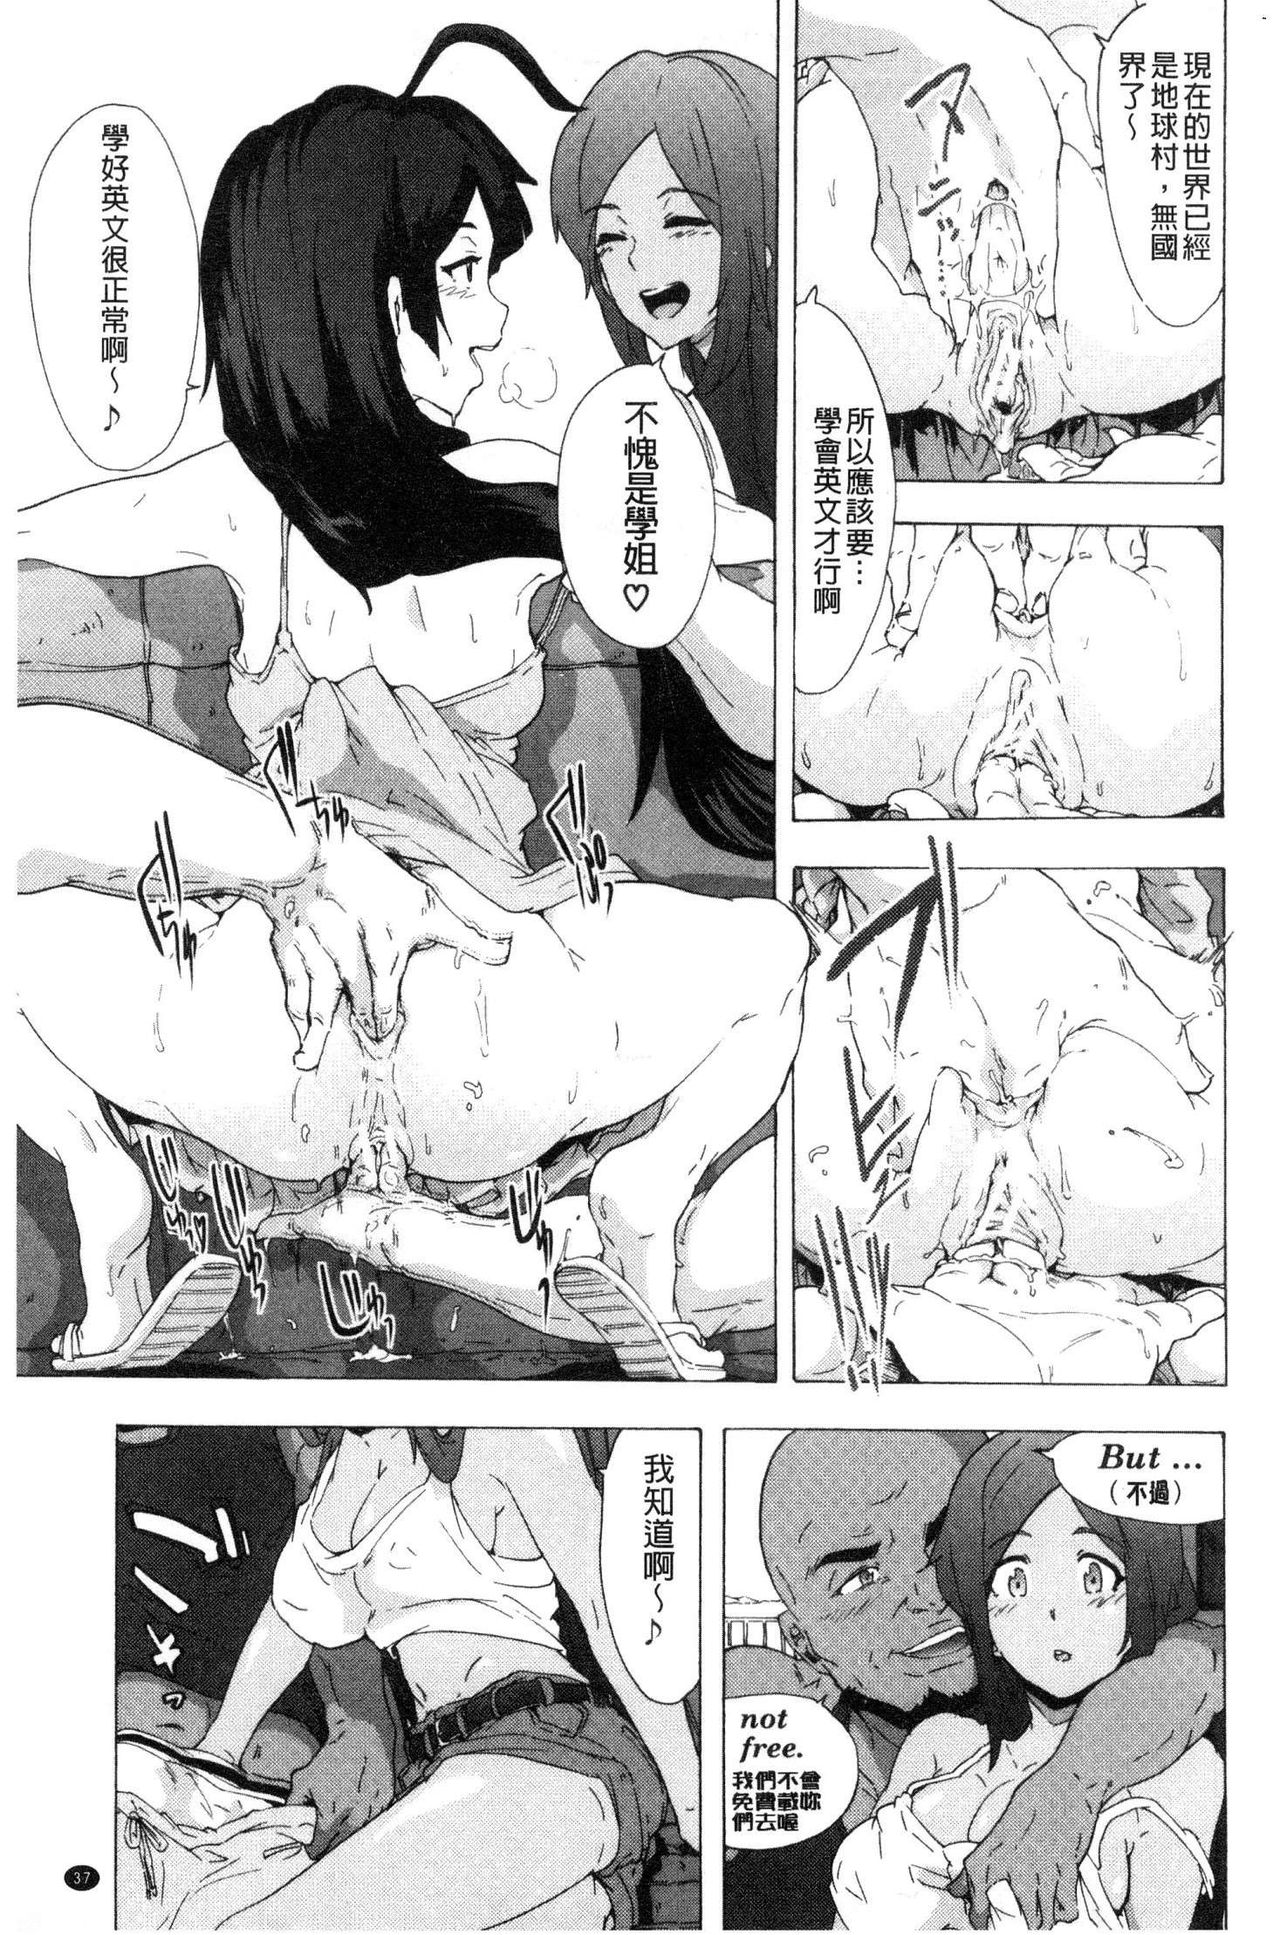 現在的世界已經
是地球村，無國
界了～
所以應該要…
學會英文才行啊
不愧是學姐♡
學好英文很正常啊～♪
But …
（不過）
not
free.
我們不會
免費載妳
們去喔
我知道啊～♪
37